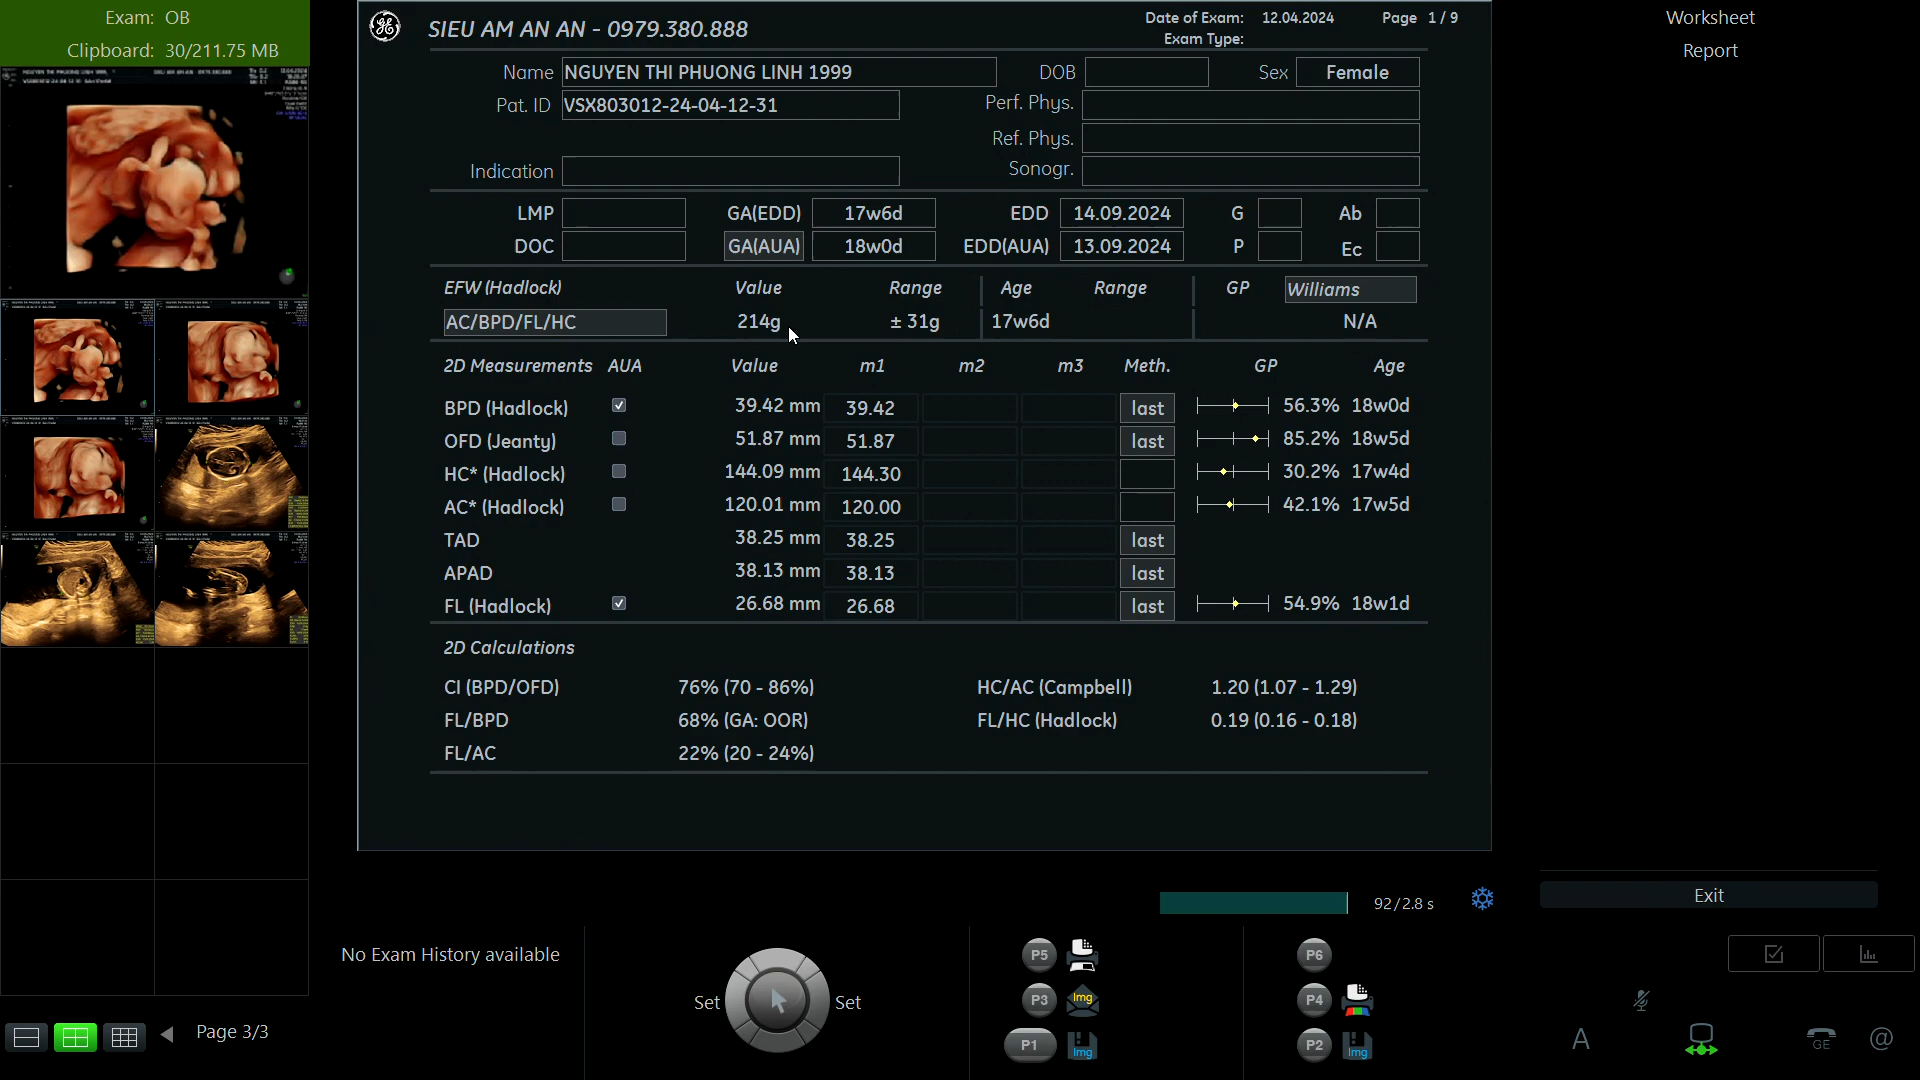 Exam: OB
Clipboard: 30/211.75 MB
SIEU AM AN AN - 0979.380.888
Date of Exam: 12.04.2024 Page 1 / 9
Exam Type:
Name NGUYEN THI PHUONG LINH 1999 DOB Sex Female
Pat. ID VSX803012-24-04-12-31 Perf. Phys.
Ref. Phys.
Indication Sonogr.
LMP GA(EDD) 17w6d EDD 14.09.2024 G Ab
DOC GA(AUA) 18w0d EDD(AUA) 13.09.2024 P Ec
EFW (Hadlock) Value Range Age Range GP Williams
AC/BPD/FL/HC 214g ± 31g 17w6d N/A
2D Measurements AUA Value m1 m2 m3 Meth. GP Age
BPD (Hadlock) 39.42 mm 39.42 last 56.3% 18w0d
OFD (Jeanty) 51.87 mm 51.87 last 85.2% 18w5d
HC* (Hadlock) 144.09 mm 144.30 30.2% 17w4d
AC* (Hadlock) 120.01 mm 120.00 42.1% 17w5d
TAD 38.25 mm 38.25 last
APAD 38.13 mm 38.13 last
FL (Hadlock) 26.68 mm 26.68 last 54.9% 18w1d
2D Calculations
CI (BPD/OFD) 76% (70 - 86%) HC/AC (Campbell) 1.20 (1.07 - 1.29)
FL/BPD 68% (GA: OOR) FL/HC (Hadlock) 0.19 (0.16 - 0.18)
FL/AC 22% (20 - 24%)
Worksheet
Report
92/2.8 s
Exit
No Exam History available
Set Set
P5
P3 Img
P1 Img
P6
P4
P2 Img
Page 3/3
A GE @